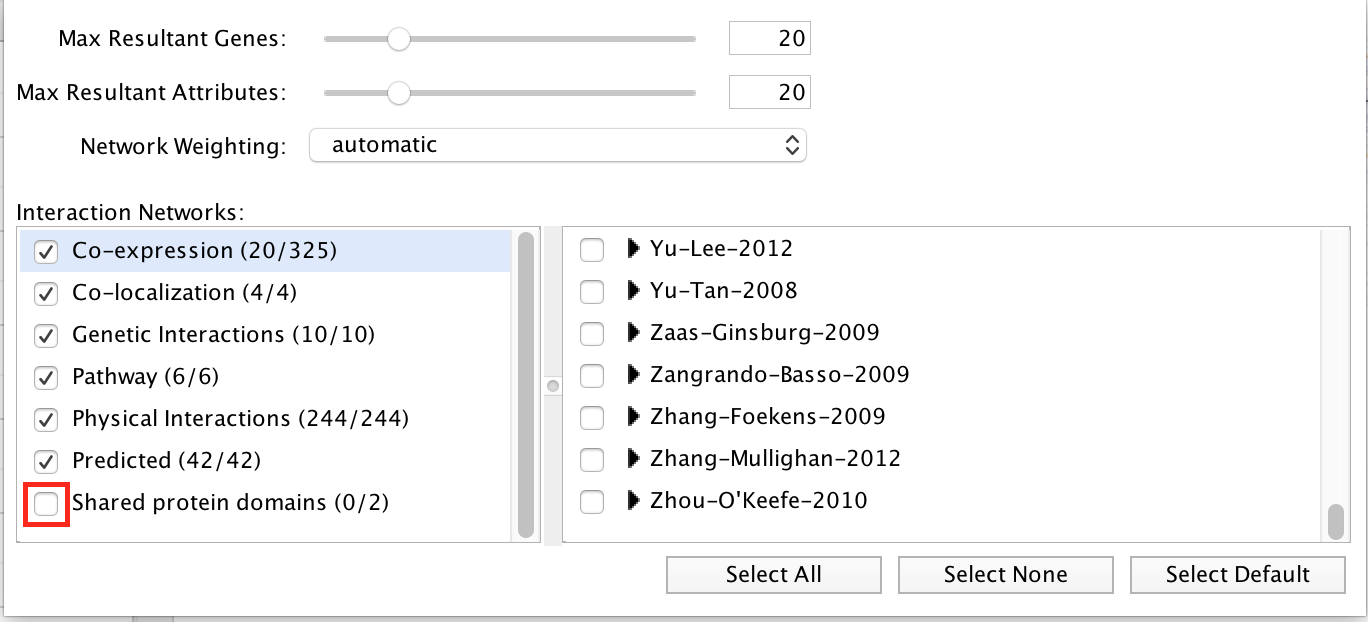 Max Resultant Genes: 20
Max Resultant Attributes: 20
Network Weighting: automatic
Interaction Networks:
Co-expression (20/325)
Co-localization (4/4)
Genetic Interactions (10/10)
Pathway (6/6)
Physical Interactions (244/244)
Predicted (42/42)
Shared protein domains (0/2)
Yu-Lee-2012
Yu-Tan-2008
Zaas-Ginsburg-2009
Zangrando-Basso-2009
Zhang-Foekens-2009
Zhang-Mullighan-2012
Zhou-O'Keefe-2010
Select All Select None Select Default